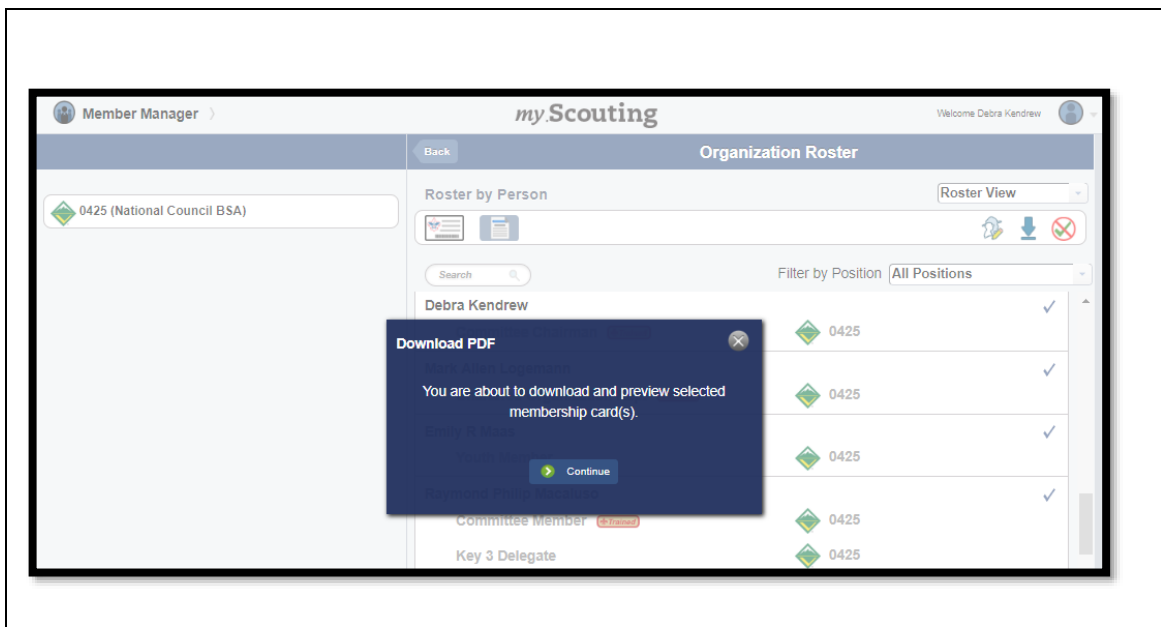 Member Manager
my.Scouting
Welcome Debra Kendrew
Back
Organization Roster
Roster by Person
Roster View
0425 (National Council BSA)
Search
Filter by Position All Positions
Debra Kendrew
0425
Download PDF
You are about to download and preview selected
membership card(s).
0425
Continue
0425
Committee Member +Trained 0425
Key 3 Delegate 0425